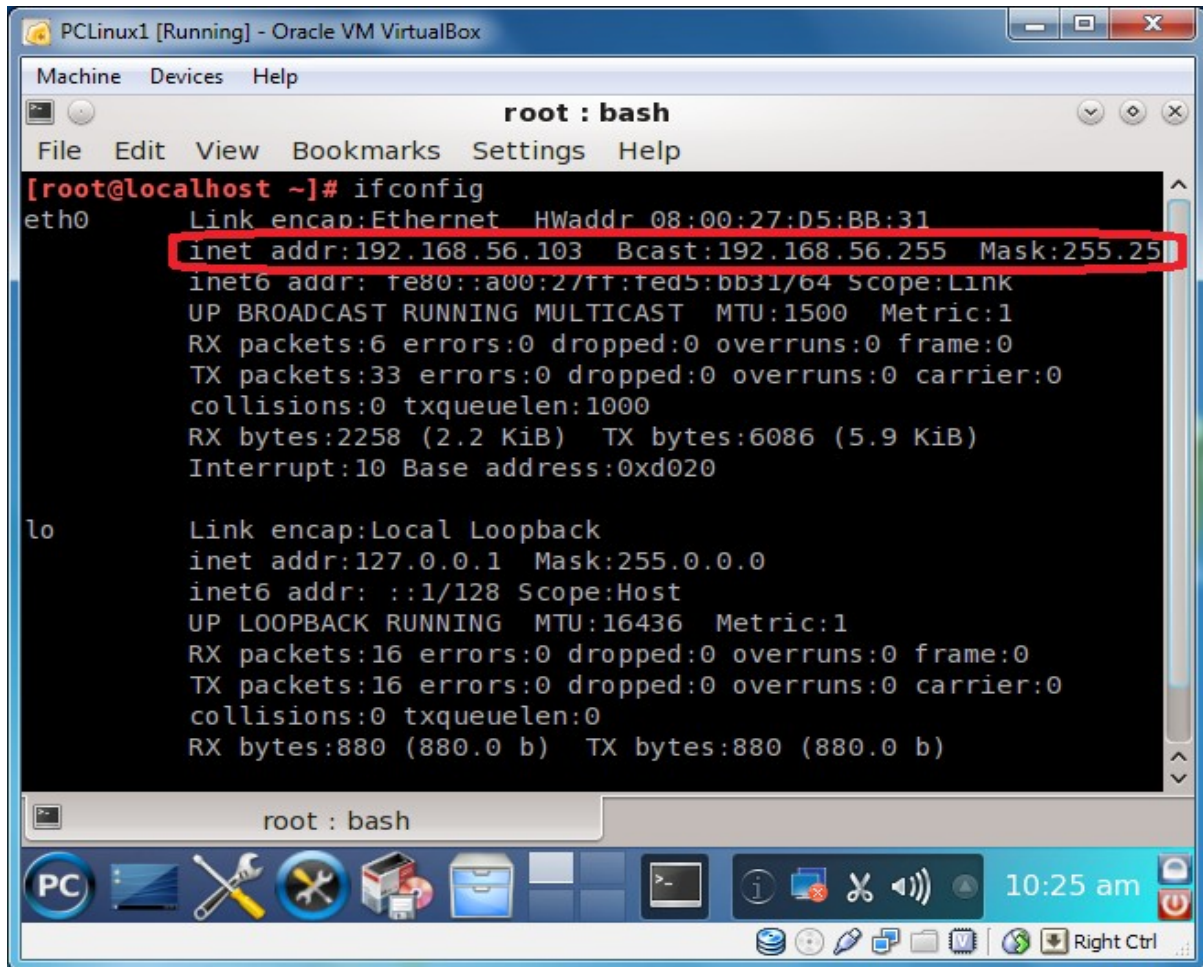 PCLinux1 [Running] - Oracle VM VirtualBox
Machine Devices Help
root : bash
File Edit View Bookmarks Settings Help
[root@localhost ~]# ifconfig
eth0 Link encap:Ethernet HWaddr 08:00:27:D5:BB:31
inet addr:192.168.56.103 Bcast:192.168.56.255 Mask:255.25
inet6 addr: fe80::a00:27ff:fed5:bb31/64 Scope:Link
UP BROADCAST RUNNING MULTICAST MTU:1500 Metric:1
RX packets:6 errors:0 dropped:0 overruns:0 frame:0
TX packets:33 errors:0 dropped:0 overruns:0 carrier:0
collisions:0 txqueuelen:1000
RX bytes:2258 (2.2 KiB) TX bytes:6086 (5.9 KiB)
Interrupt:10 Base address:0xd020
lo Link encap:Local Loopback
inet addr:127.0.0.1 Mask:255.0.0.0
inet6 addr: ::1/128 Scope:Host
UP LOOPBACK RUNNING MTU:16436 Metric:1
RX packets:16 errors:0 dropped:0 overruns:0 frame:0
TX packets:16 errors:0 dropped:0 overruns:0 carrier:0
collisions:0 txqueuelen:0
RX bytes:880 (880.0 b) TX bytes:880 (880.0 b)
root : bash
PC 10:25 am
Right Ctrl